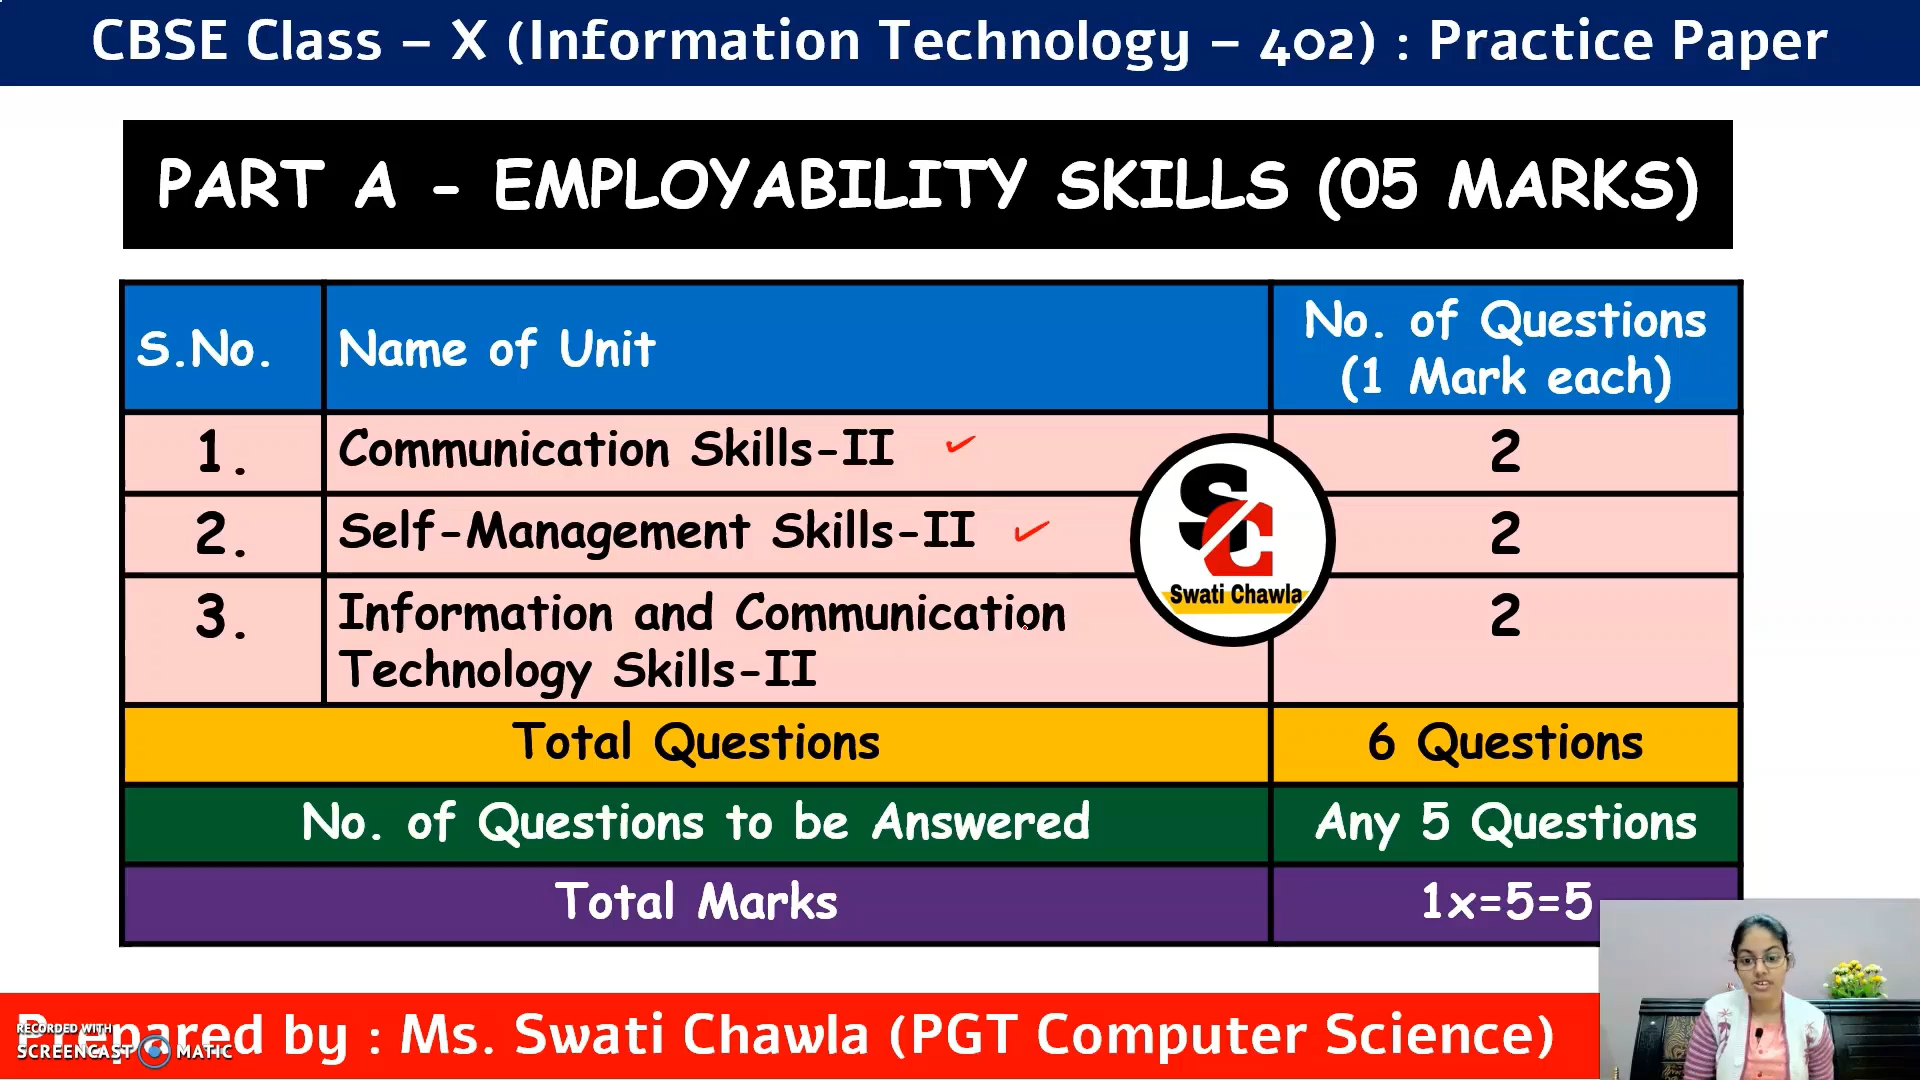 CBSE Class – X (Information Technology – 402) : Practice Paper
PART A - EMPLOYABILITY SKILLS (05 MARKS)
S.No.
Name of Unit
No. of Questions
(1 Mark each)
1.
Communication Skills-II
2
2.
Self-Management Skills-II
2
3.
Information and Communication
Technology Skills-II
2
SC
Swati Chawla
Total Questions
6 Questions
No. of Questions to be Answered
Any 5 Questions
Total Marks
1x=5=5
Prepared by : Ms. Swati Chawla (PGT Computer Science)
RECORDED WITH
SCREENCAST MATIC